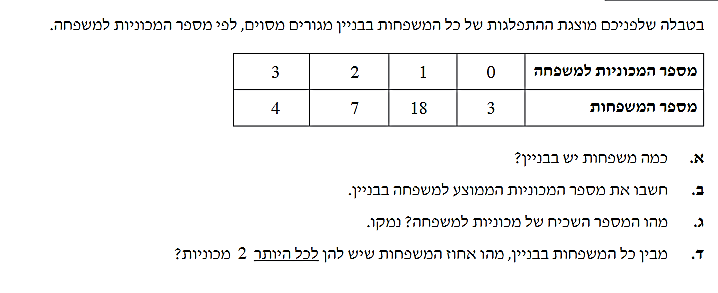 בטבלה שלפניכם מוצגת ההתפלגות של כל המשפחות בבניין מגורים מסוים, לפי מספר המכוניות למשפחה.
מספר המכוניות למשפחה 0 1 2 3
מספר המשפחות 3 18 7 4
א. כמה משפחות יש בבניין?
ב. חשבו את מספר המכוניות הממוצע למשפחה בבניין.
ג. מהו המספר השכיח של מכוניות למשפחה? נמקו.
ד. מבין כל המשפחות בבניין, מהו אחוז המשפחות שיש להן לכל היותר 2 מכוניות?